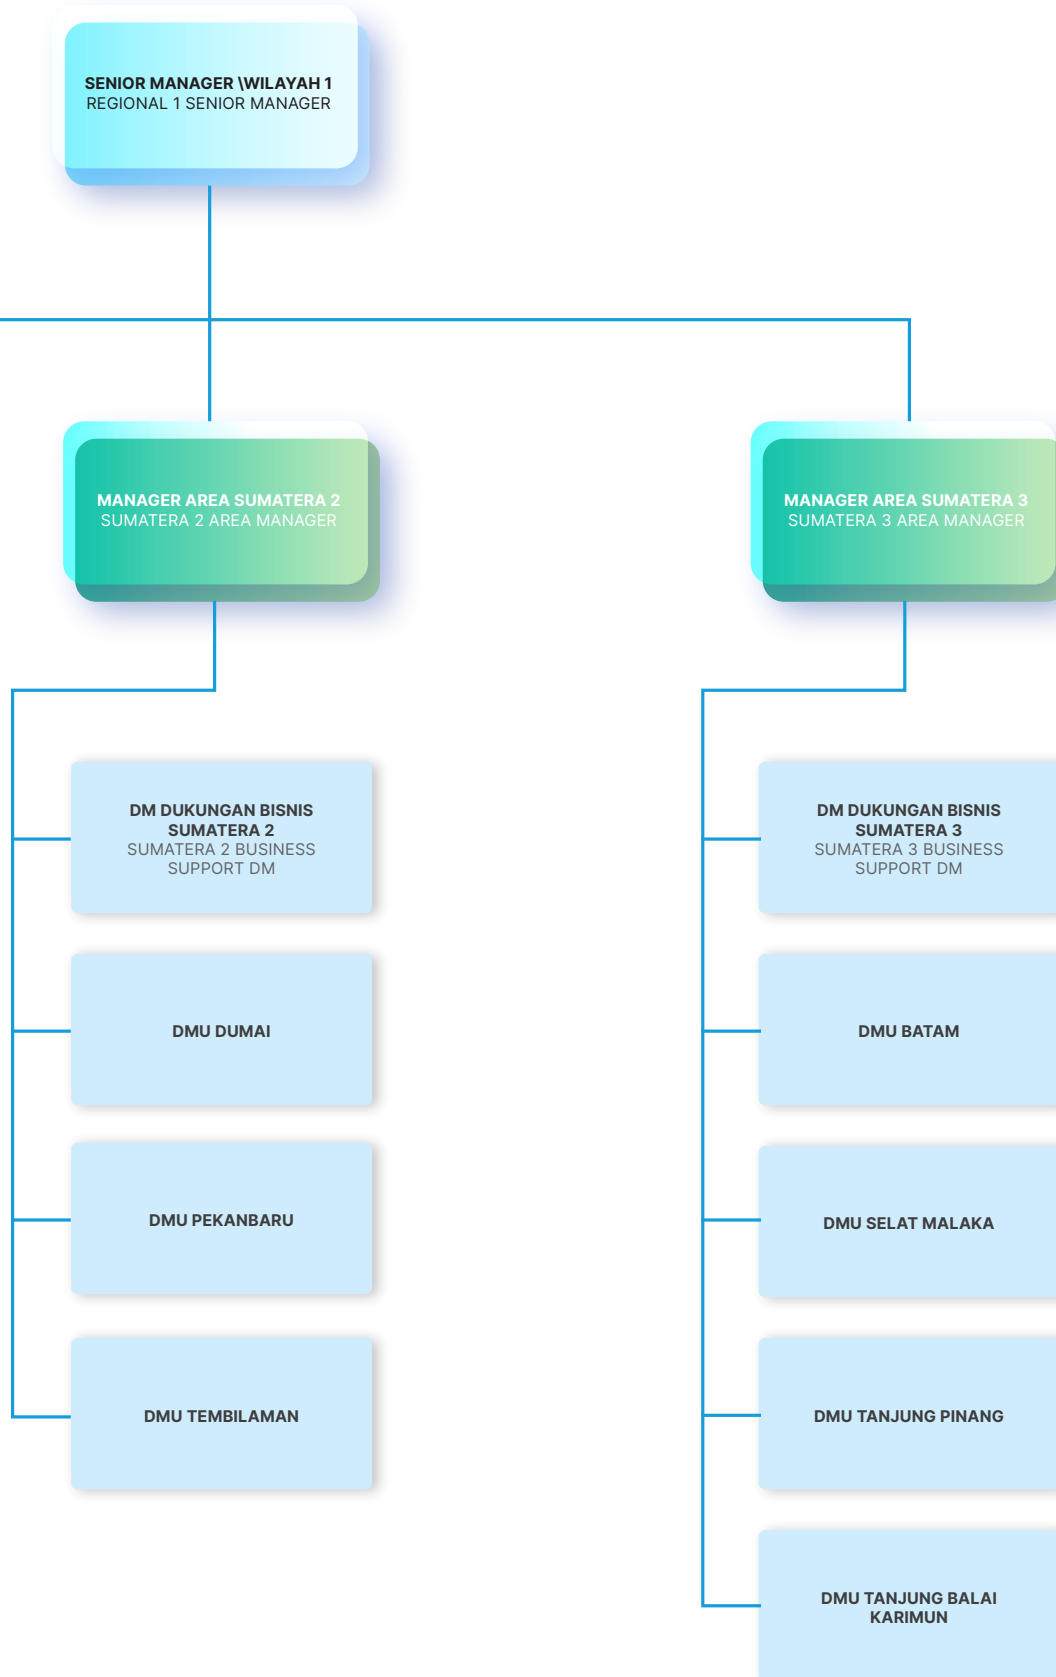 SENIOR MANAGER \WILAYAH 1
REGIONAL 1 SENIOR MANAGER
MANAGER AREA SUMATERA 2
SUMATERA 2 AREA MANAGER
MANAGER AREA SUMATERA 3
SUMATERA 3 AREA MANAGER
DM DUKUNGAN BISNIS
SUMATERA 2
SUMATERA 2 BUSINESS
SUPPORT DM
DMU DUMAI
DMU PEKANBARU
DMU TEMBILAMAN
DM DUKUNGAN BISNIS
SUMATERA 3
SUMATERA 3 BUSINESS
SUPPORT DM
DMU BATAM
DMU SELAT MALAKA
DMU TANJUNG PINANG
DMU TANJUNG BALAI
KARIMUN